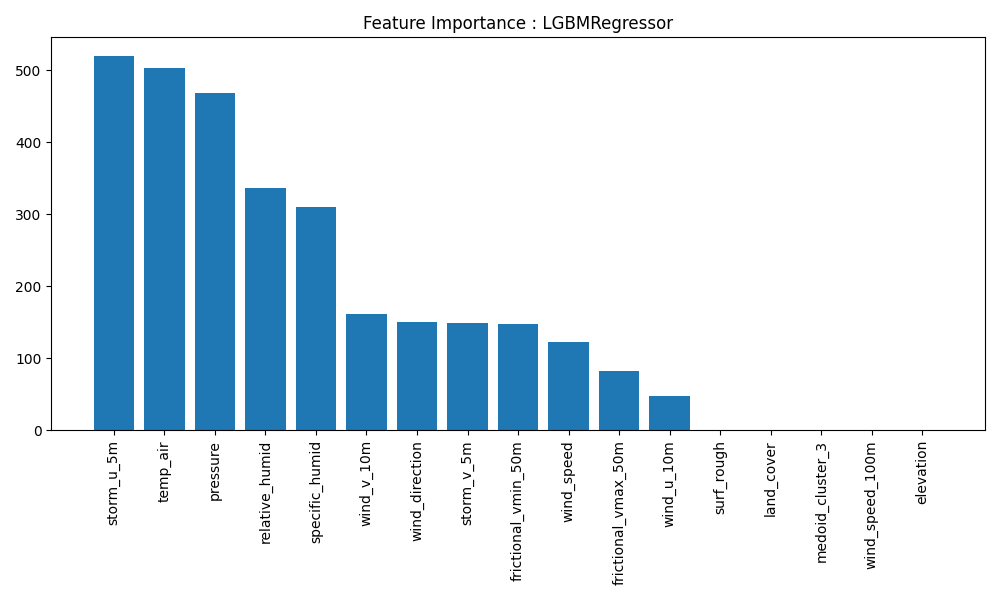 Feature Importance : LGBMRegressor
500
400
300
200
100
0
storm_u_5m
temp_air
pressure
relative_humid
specific_humid
wind_v_10m
wind_direction
storm_v_5m
frictional_vmin_50m
wind_speed
frictional_vmax_50m
wind_u_10m
surf_rough
land_cover
medoid_cluster_3
wind_speed_100m
elevation